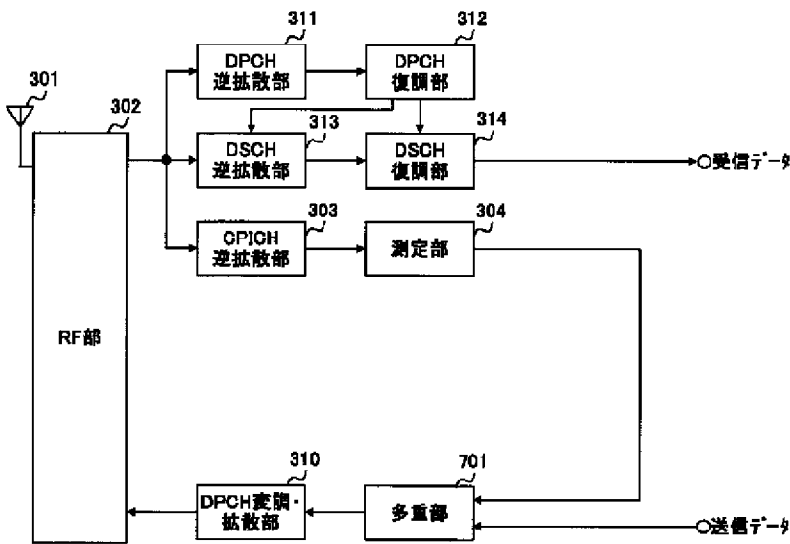 311
312
DPCH
逆拡散部
DPCH
復調部
301
302
313
314
DSCH
逆拡散部
DSCH
復調部
受信データ
303
304
CPICH
逆拡散部
測定部
RF部
310
701
DPCH変調・
拡散部
多重部
送信データ